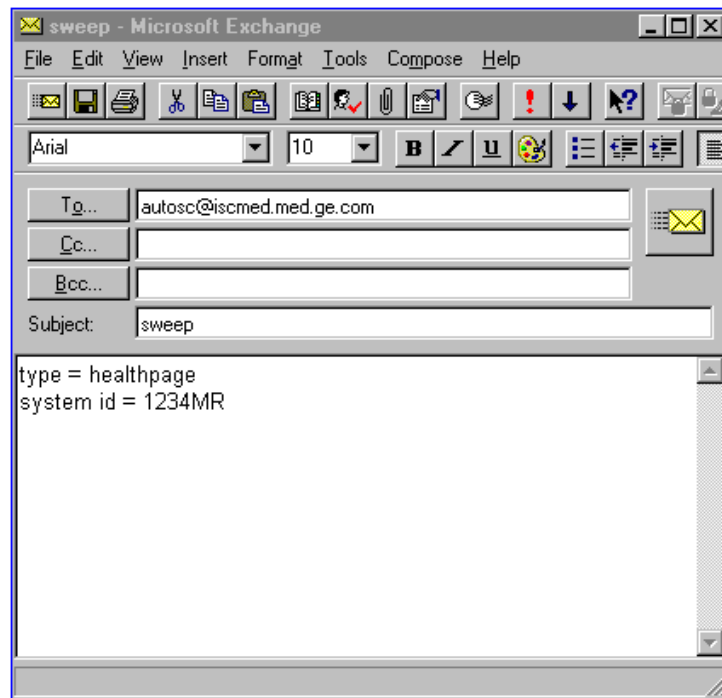 sweep - Microsoft Exchange
File Edit View Insert Format Tools Compose Help
Arial 10 B I U
To... autosc@iscmed.med.ge.com
Cc...
Bcc...
Subject: sweep
type = healthpage
system id = 1234MR